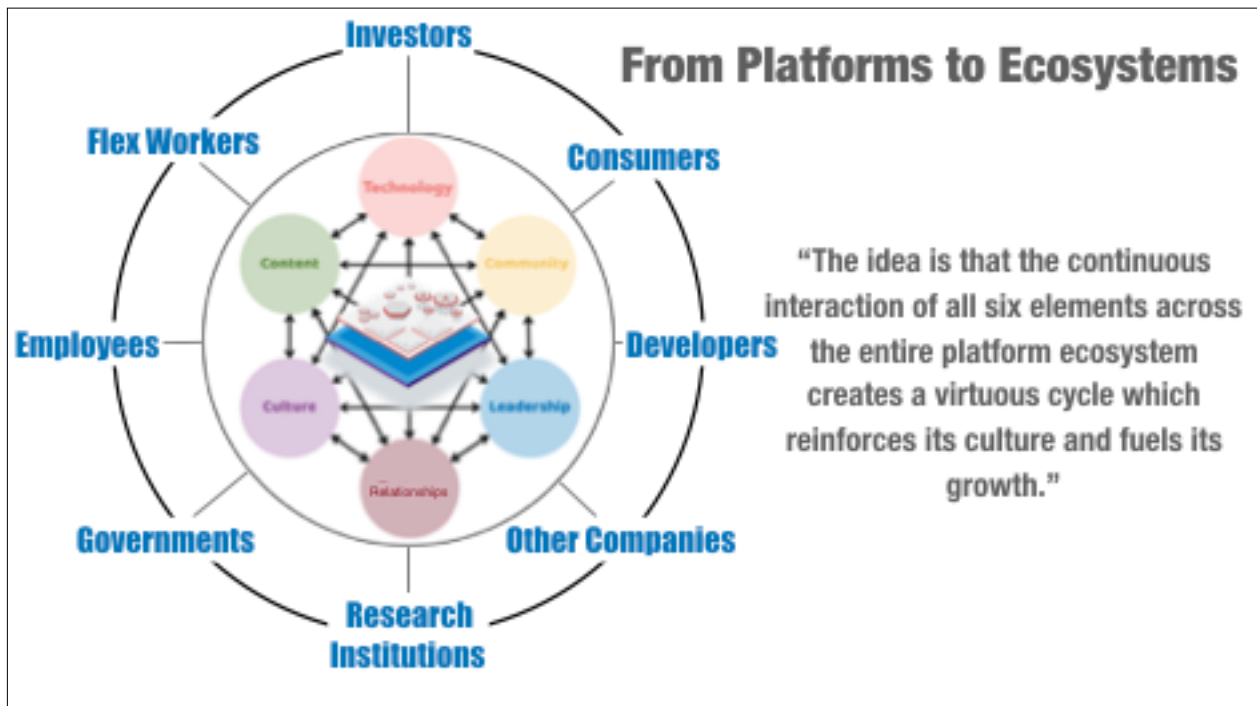 From Platforms to Ecosystems
Investors
Flex Workers
Consumers
Technology
Content
Community
Employees
Developers
Culture
Leadership
Relationships
Governments
Other Companies
Research
Institutions
“The idea is that the continuous
interaction of all six elements across
the entire platform ecosystem
creates a virtuous cycle which
reinforces its culture and fuels its
growth.”